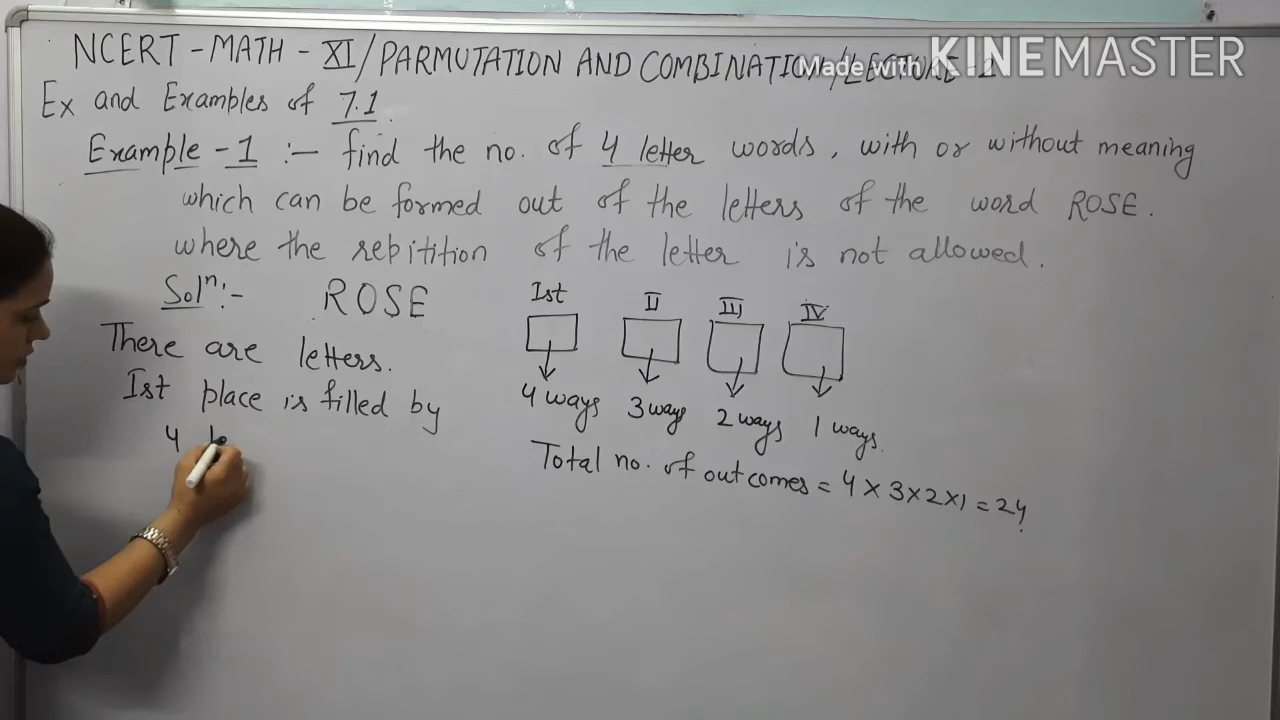 NCERT - MATH - XI/PARMUTATION AND COMBINATION/LECTURE - 2
Made with KINEMASTER
Ex and Examples of 7.1.
Example - 1 :- find the no. of 4 letter words, with or without meaning
which can be formed out of the letters of the word ROSE.
where the repitition of the letter is not allowed.
Solⁿ:- ROSE
There are letters.
Ist place is filled by
4
Ist II III IV
4 ways 3 ways 2 ways 1 ways.
Total no. of outcomes = 4 × 3 × 2 × 1 = 24